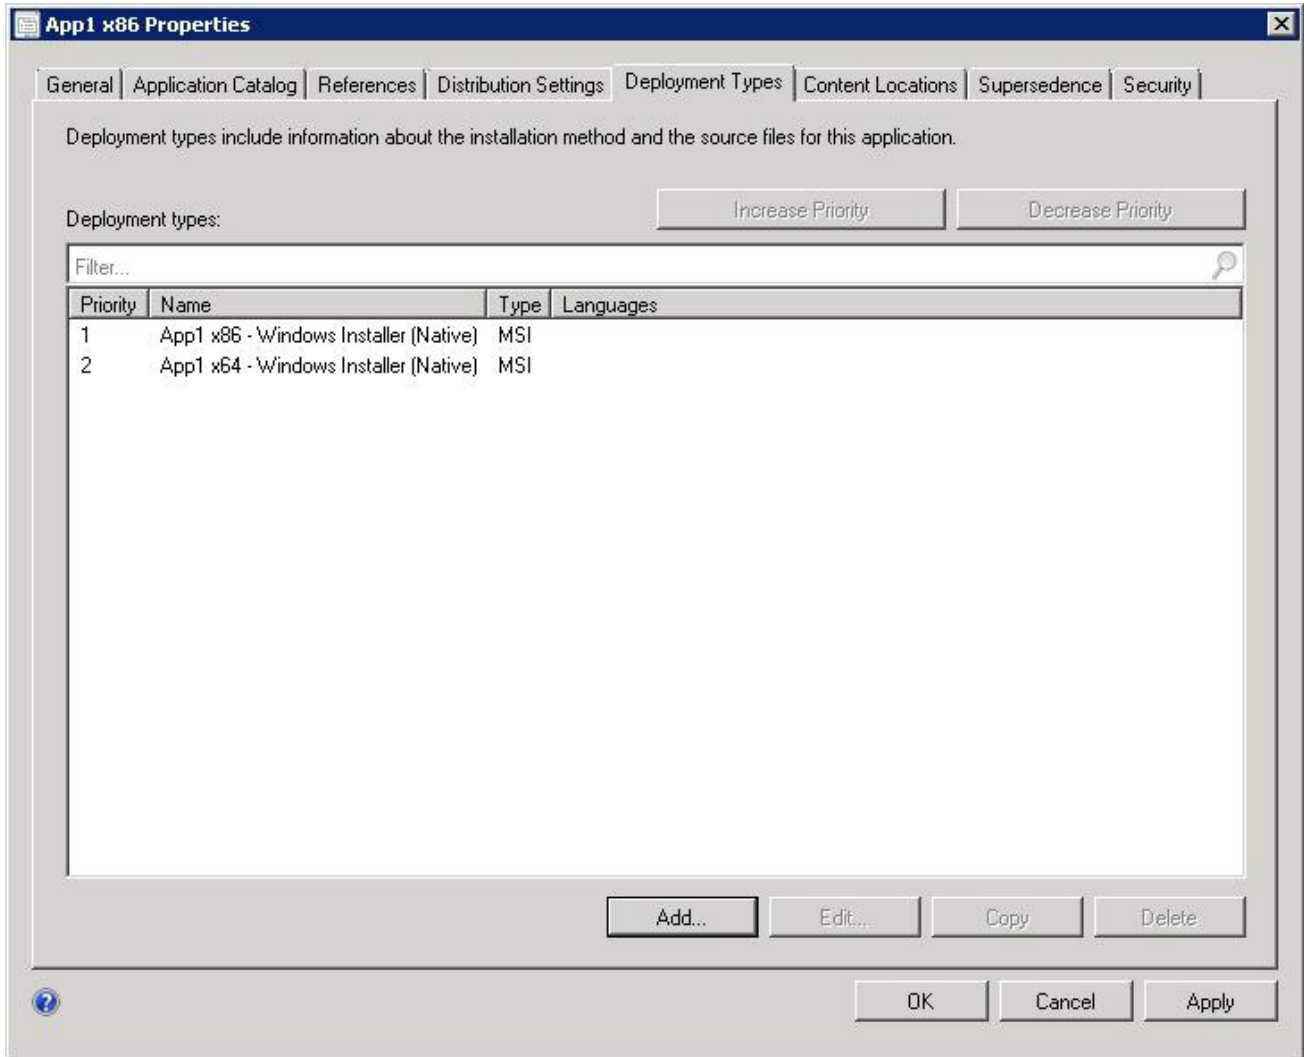 App1 x86 Properties
General Application Catalog References Distribution Settings Deployment Types Content Locations Supersedence Security
Deployment types include information about the installation method and the source files for this application.
Increase Priority Decrease Priority
Deployment types:
Filter...
Priority Name Type Languages
1 App1 x86 - Windows Installer (Native) MSI
2 App1 x64 - Windows Installer (Native) MSI
Add... Edit... Copy Delete
OK Cancel Apply